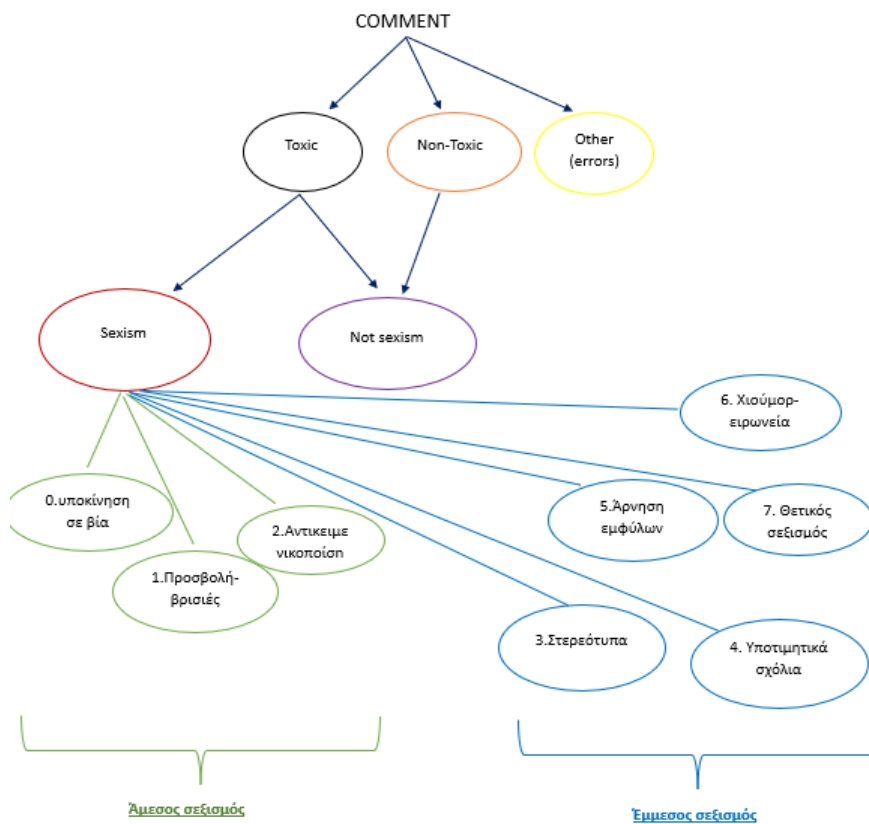 COMMENT
Toxic
Non-Toxic
Other
(errors)
Sexism
Not sexism
6. Χιούμορ-
ειρωνεία
0.υποκίνηση
σε βία
2.Αντικειμε
νικοποίση
1.Προσβολή-
βρισιές
5.Άρνηση
εμφύλων
7. Θετικός
σεξισμός
3.Στερεότυπα
4. Υποτιμητικά
σχόλια
Άμεσος σεξισμός
Έμμεσος σεξισμός